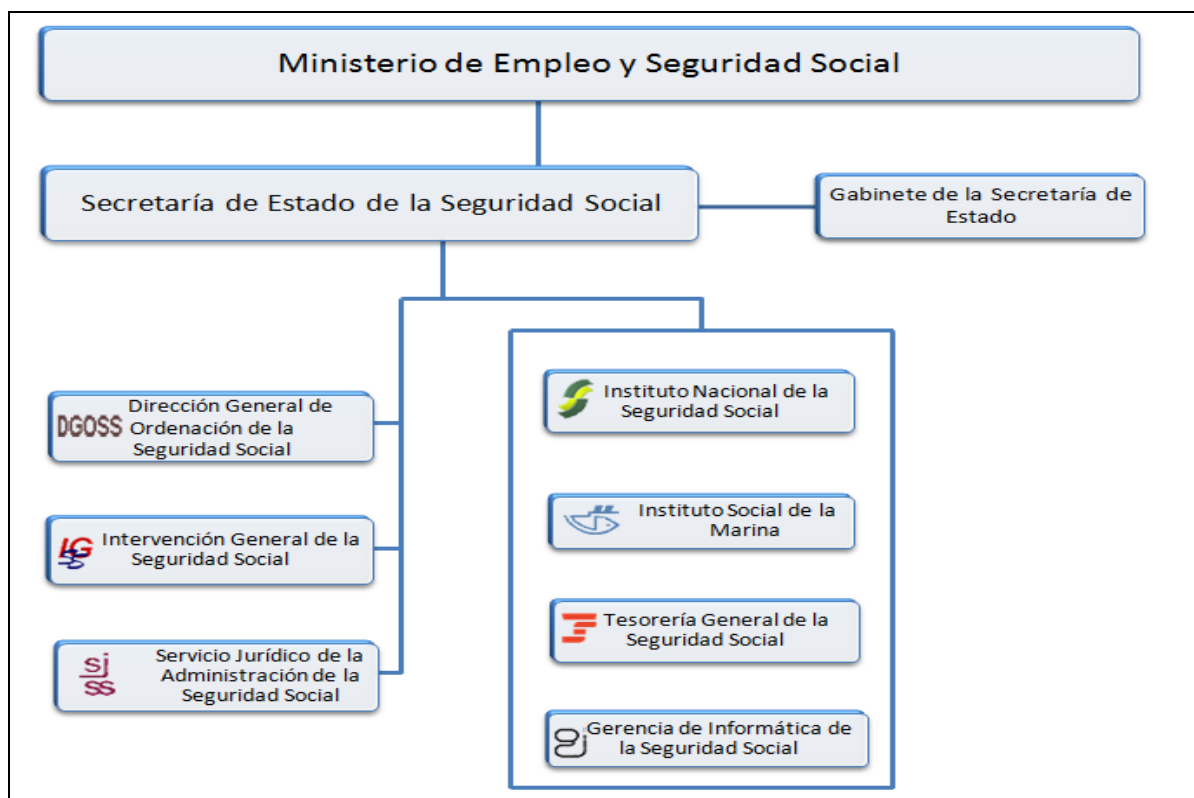 Ministerio de Empleo y Seguridad Social
Secretaría de Estado de la Seguridad Social
Gabinete de la Secretaría de
Estado
DGOSS
Dirección General de
Ordenación de la
Seguridad Social
IGSS
Intervención General de la
Seguridad Social
sj
ss
Servicio Jurídico de la
Administración de la
Seguridad Social
Instituto Nacional de la
Seguridad Social
Instituto Social de la
Marina
Tesorería General de la
Seguridad Social
gi
Gerencia de Informática de
la Seguridad Social